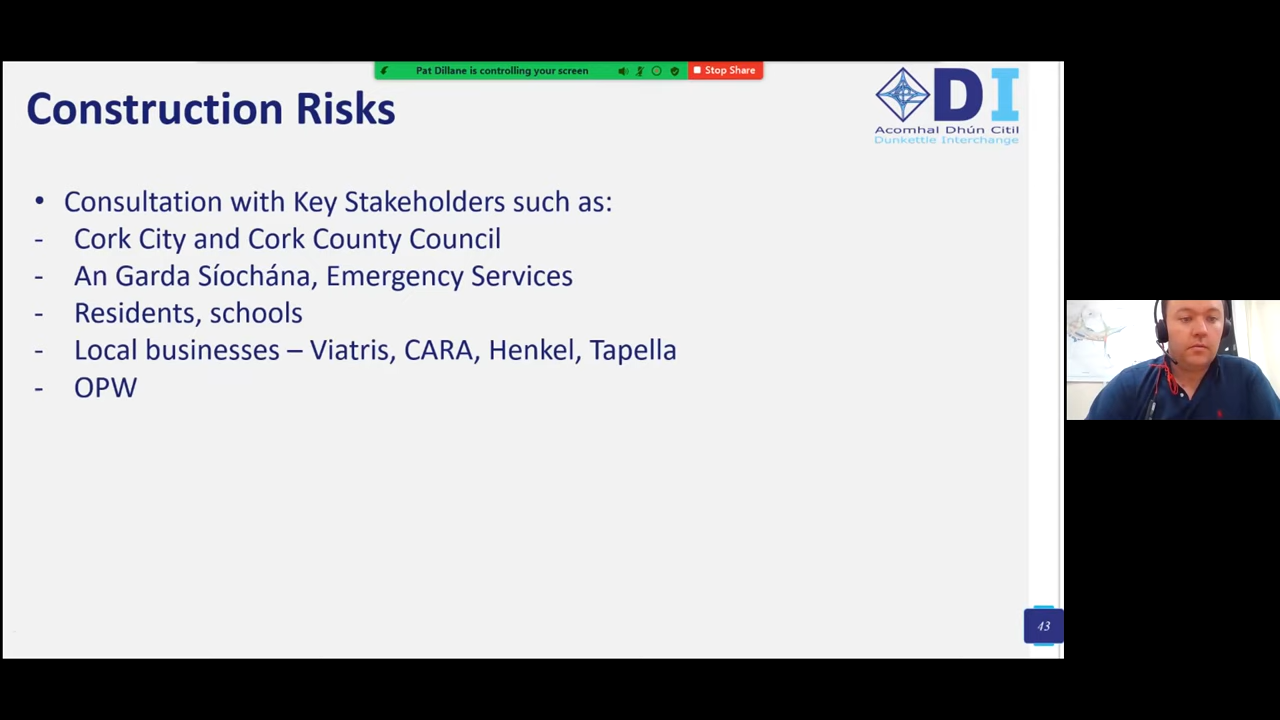 Pat Dillane is controlling your screen
Stop Share
Construction Risks
DI
Acomhal Dhún Citil
Dunkettle Interchange
• Consultation with Key Stakeholders such as:
- Cork City and Cork County Council
- An Garda Síochána, Emergency Services
- Residents, schools
- Local businesses – Viatris, CARA, Henkel, Tapella
- OPW
43